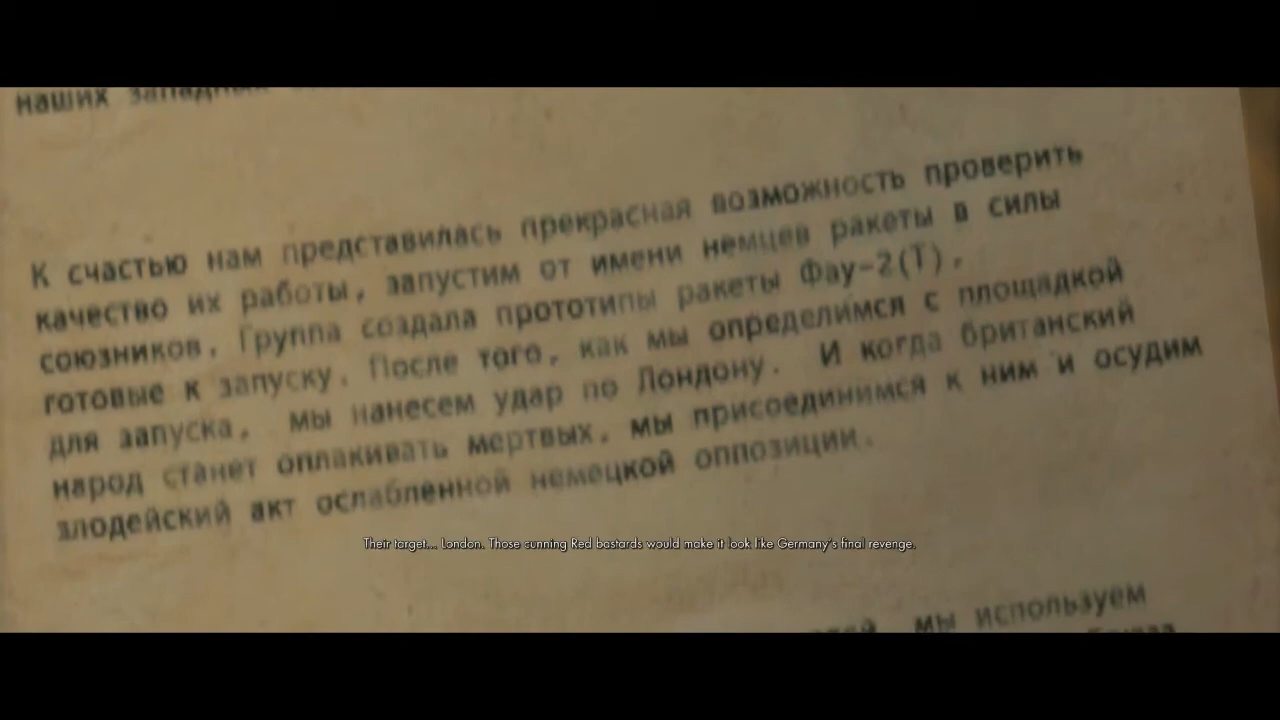 наших западных
К счастью нам представилась прекрасная возможность проверить
качество их работы, запустим от имени немцев ракеты в силы
союзников. Группа создала прототипы ракеты Фау-2(Т),
готовые к запуску. После того, как мы определимся с площадкой
для запуска, мы нанесем удар по Лондону. И когда британский
народ станет оплакивать мертвых, мы присоединимся к ним и осудим
злодейский акт ослабленной немецкой оппозиции.
Their target... London. Those cunning Red bastards would make it look like Germany's final revenge.
мы используем